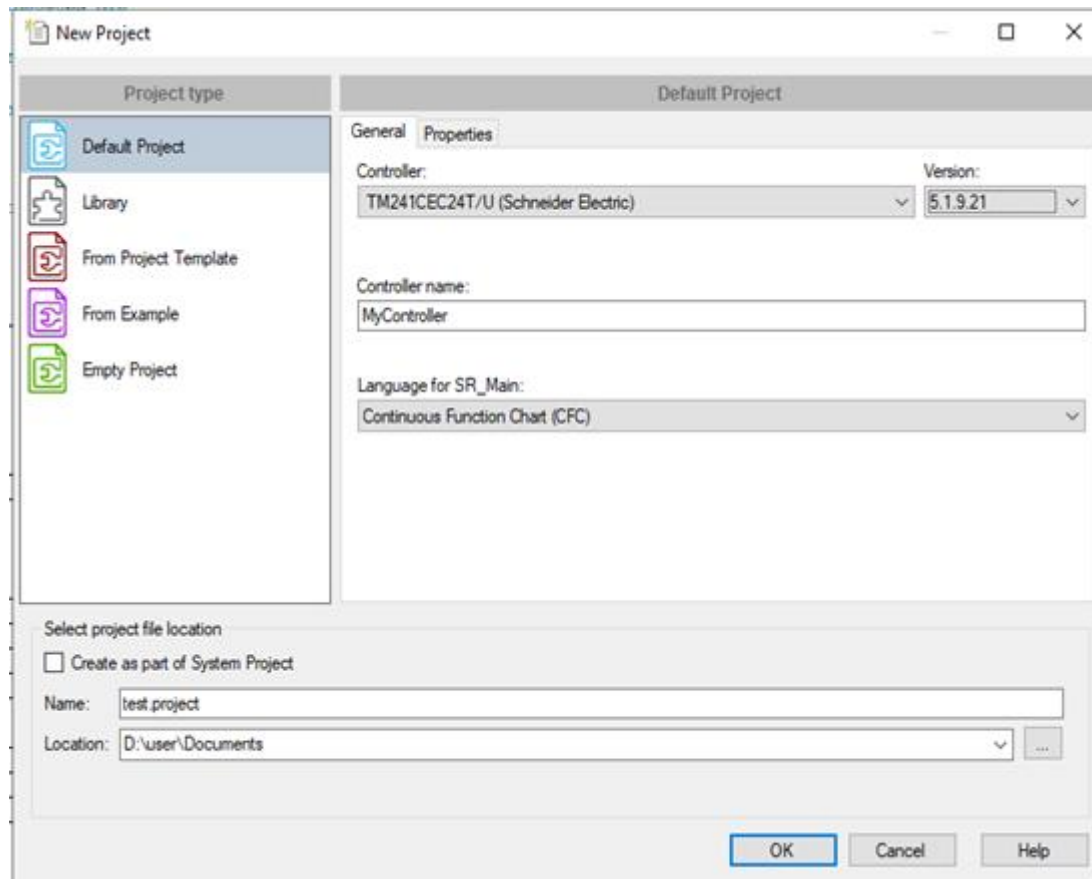 New Project
Project type
Default Project
Library
From Project Template
From Example
Empty Project
Default Project
General Properties
Controller: Version:
TM241CEC24T/U (Schneider Electric) 5.1.9.21
Controller name:
MyController
Language for SR_Main:
Continuous Function Chart (CFC)
Select project file location
Create as part of System Project
Name: test.project
Location: D:\user\Documents ...
OK Cancel Help